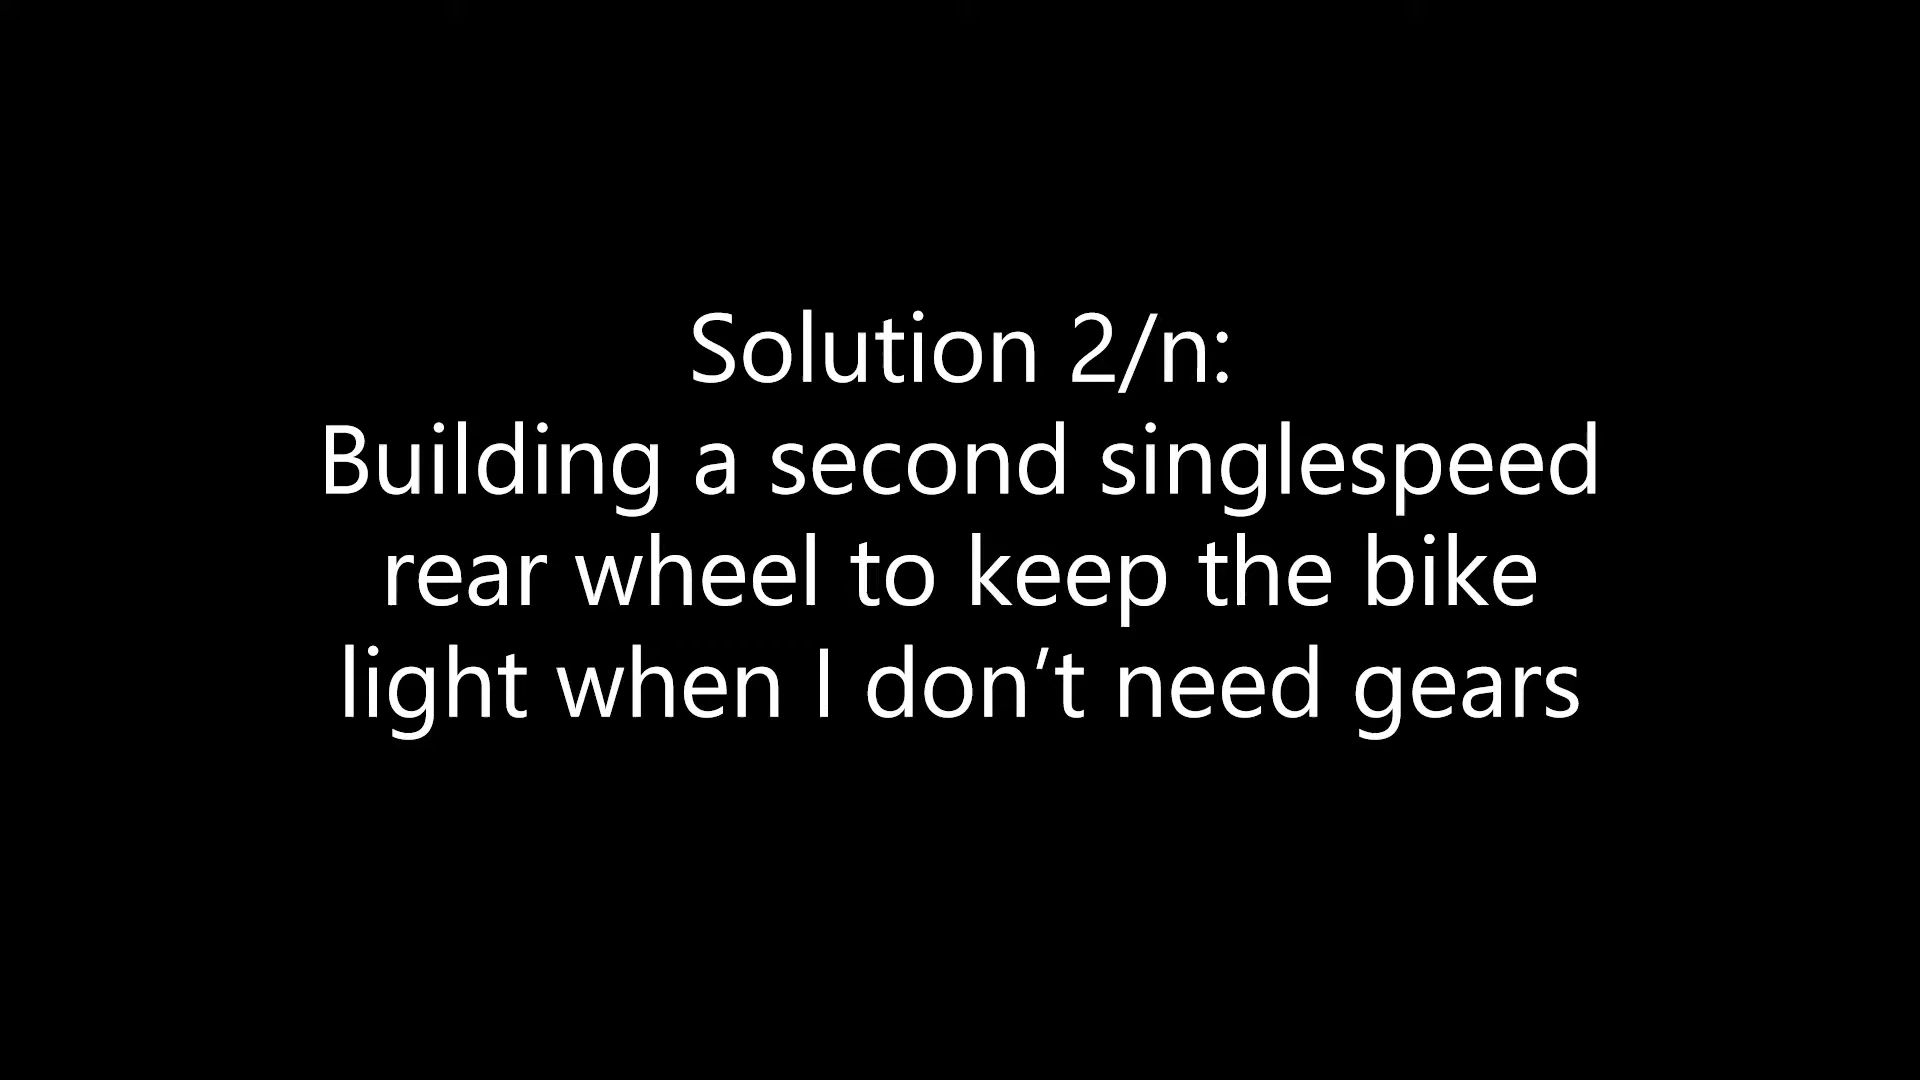 Solution 2/n:
Building a second singlespeed
rear wheel to keep the bike
light when I don’t need gears